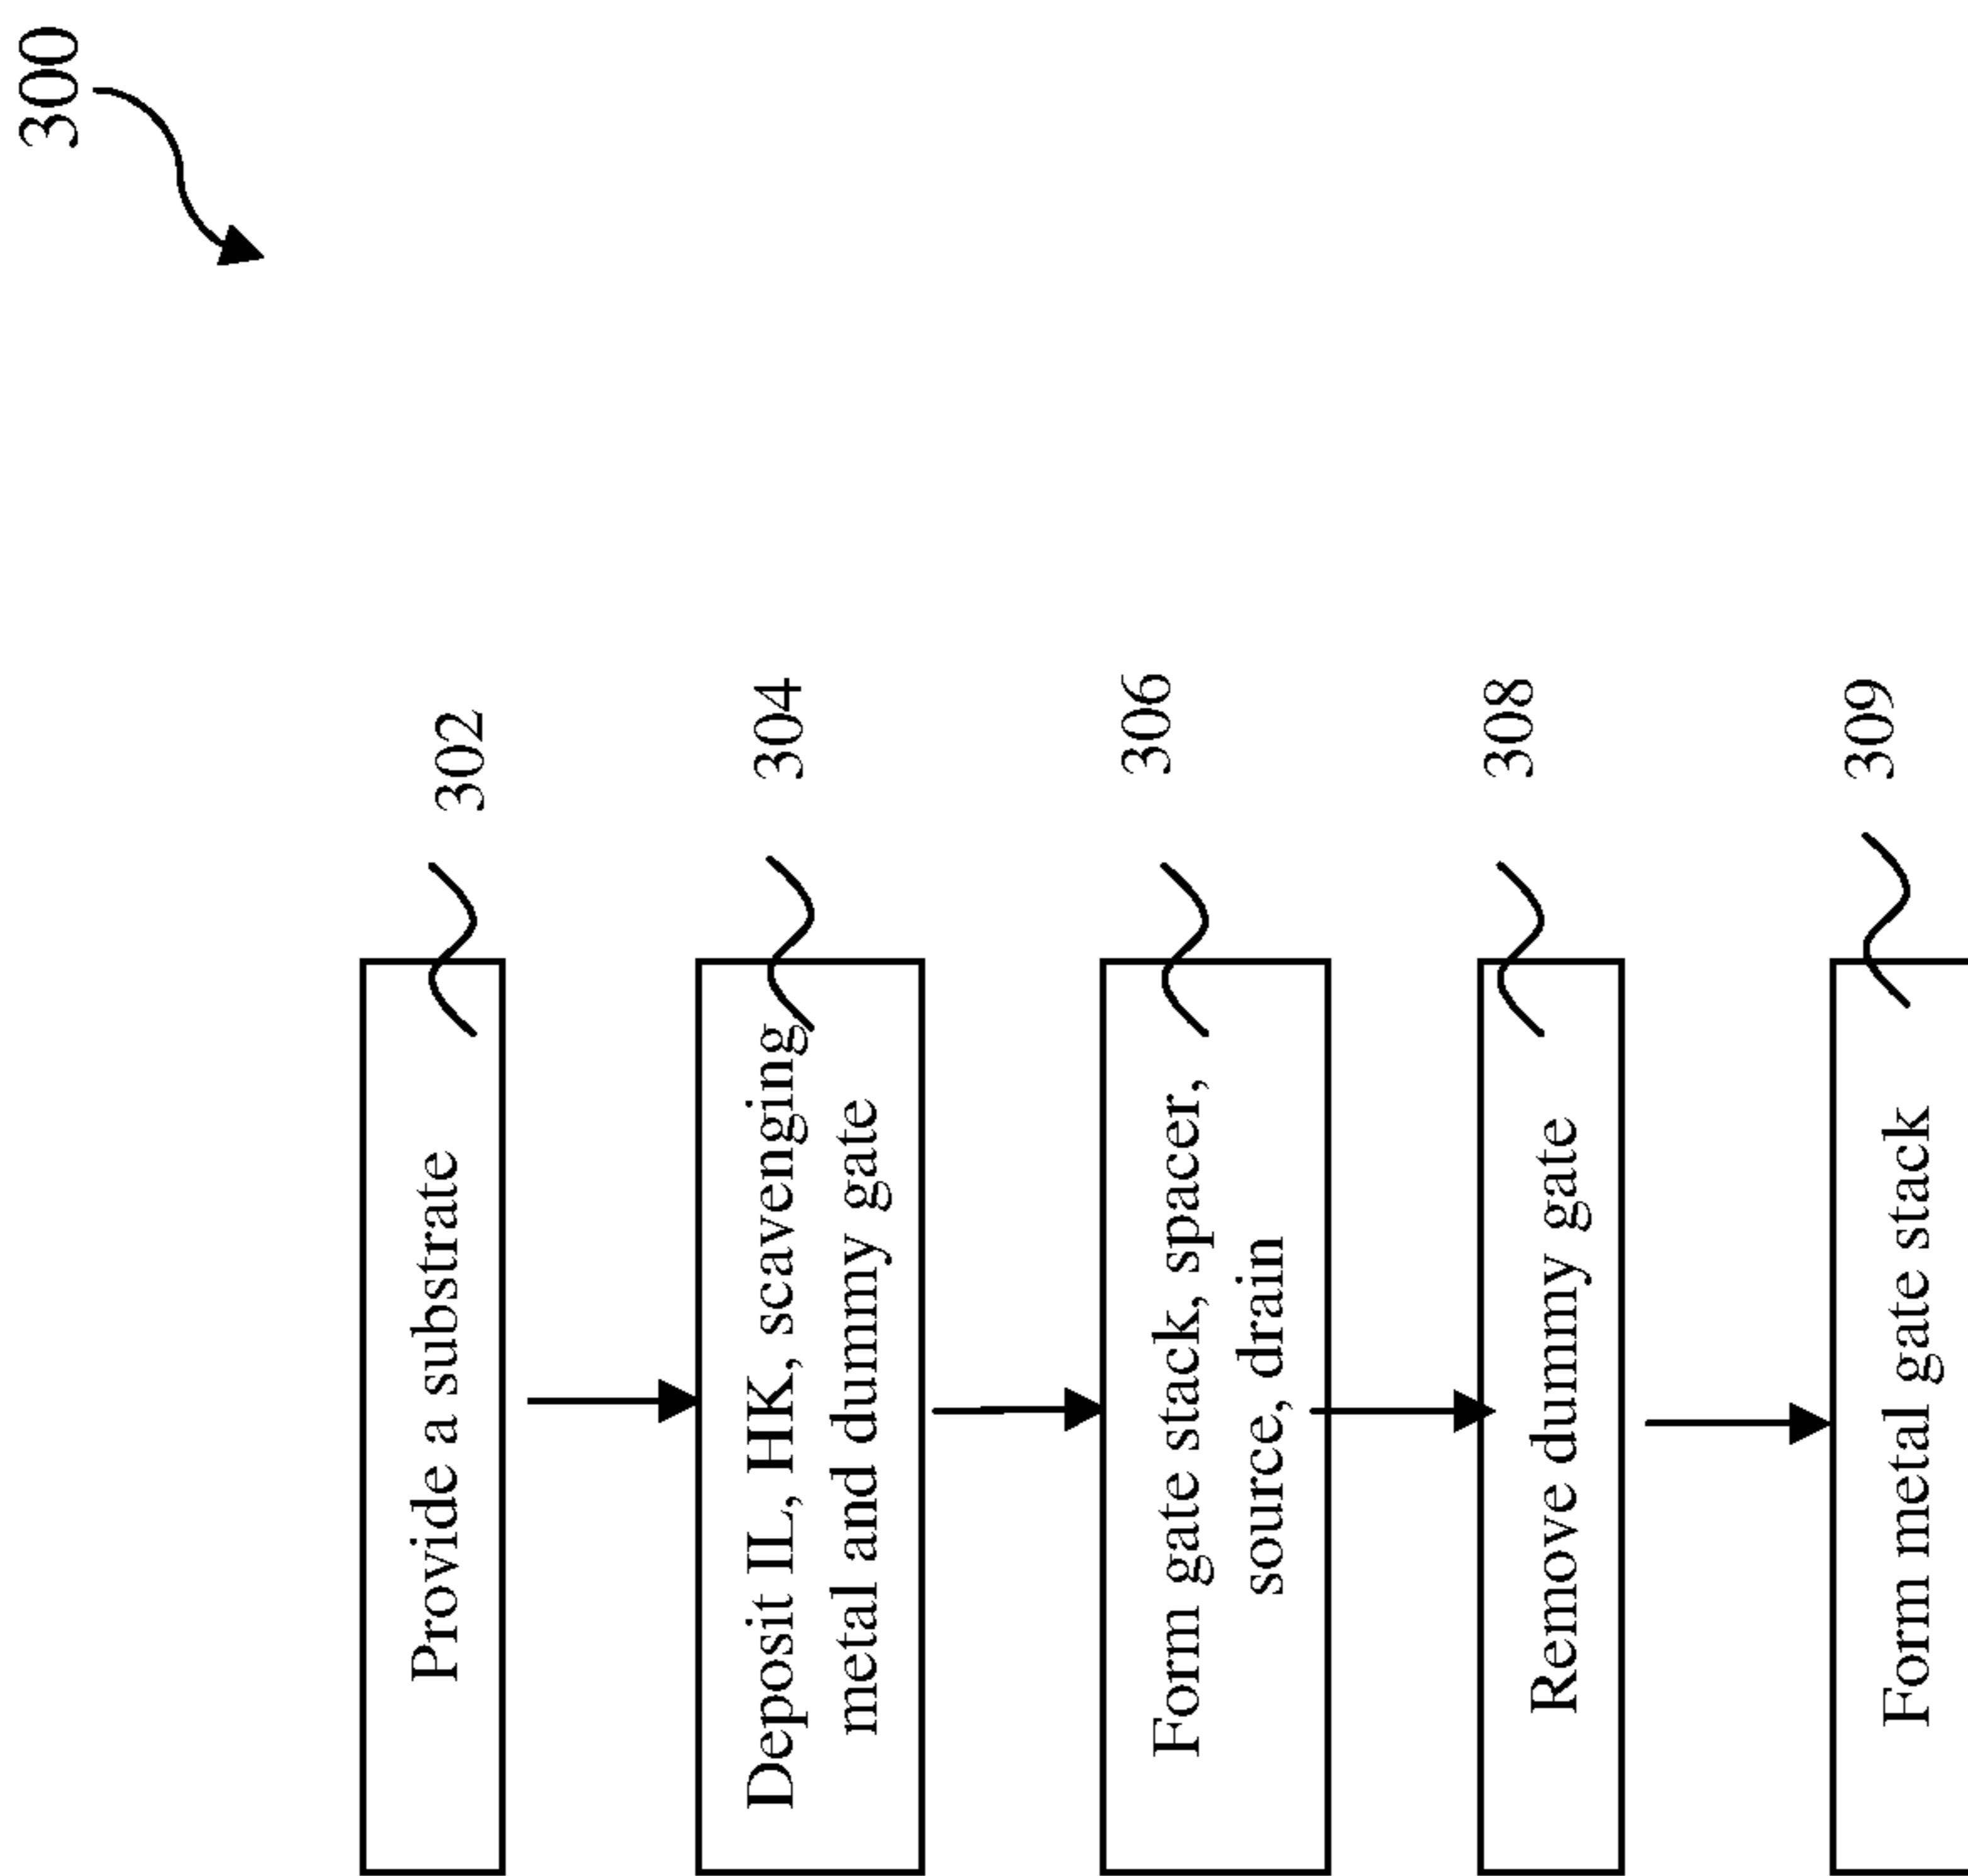 300
Provide a substrate
302
Deposit IL, HK, scavenging
metal and dummy gate
304
Form gate stack, spacer,
source, drain
306
Remove dummy gate
308
Form metal gate stack
309